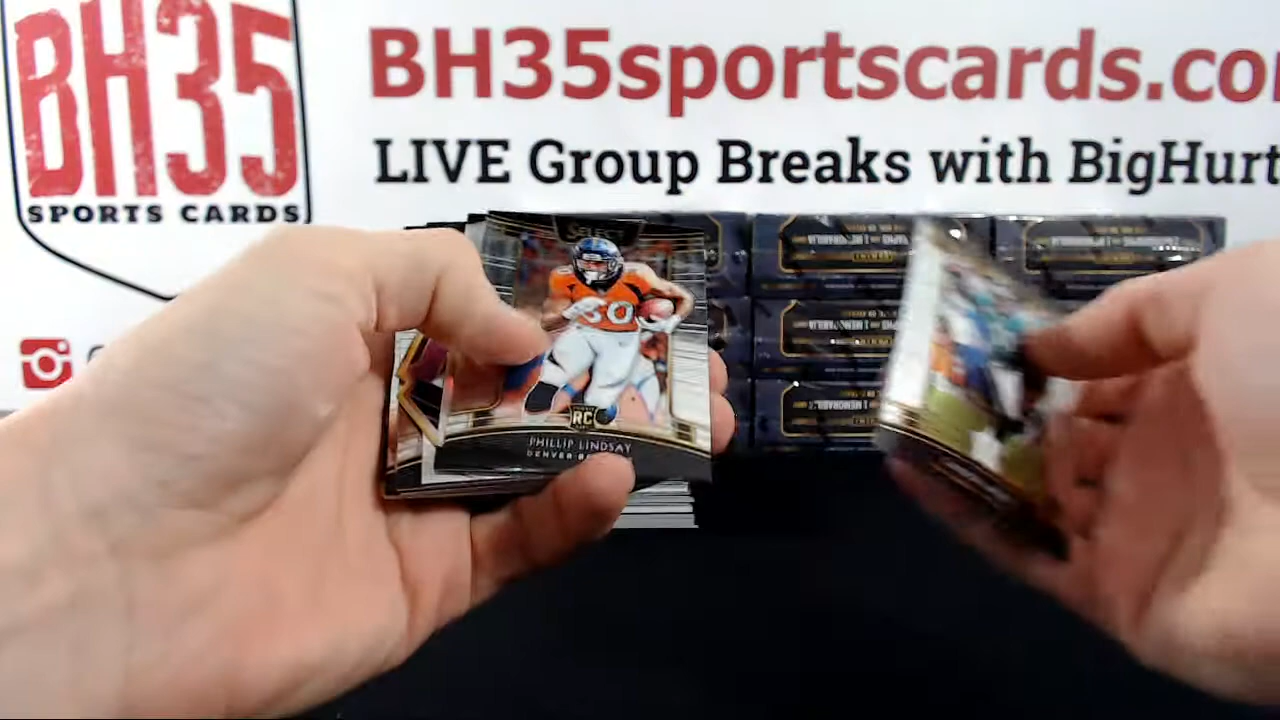 BH35
SPORTS CARDS
BH35sportscards.co
LIVE Group Breaks with BigHurt
SELECT
30
RC
PHILLIP LINDSAY
DENVER B